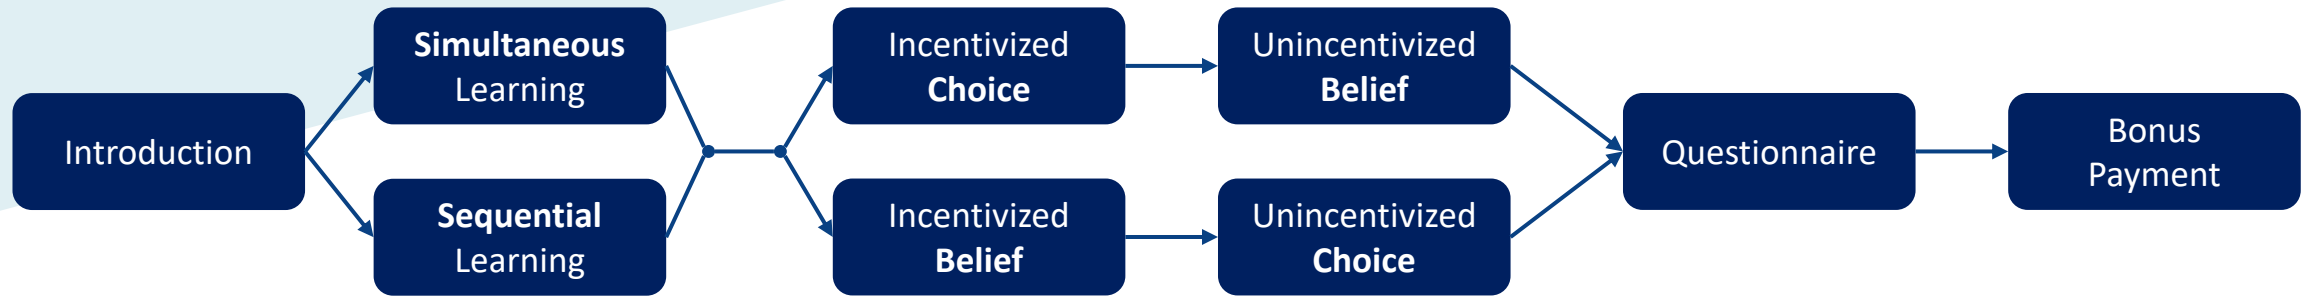 Introduction
Simultaneous
Learning
Sequential
Learning
Incentivized
Choice
Unincentivized
Belief
Incentivized
Belief
Unincentivized
Choice
Questionnaire
Bonus
Payment